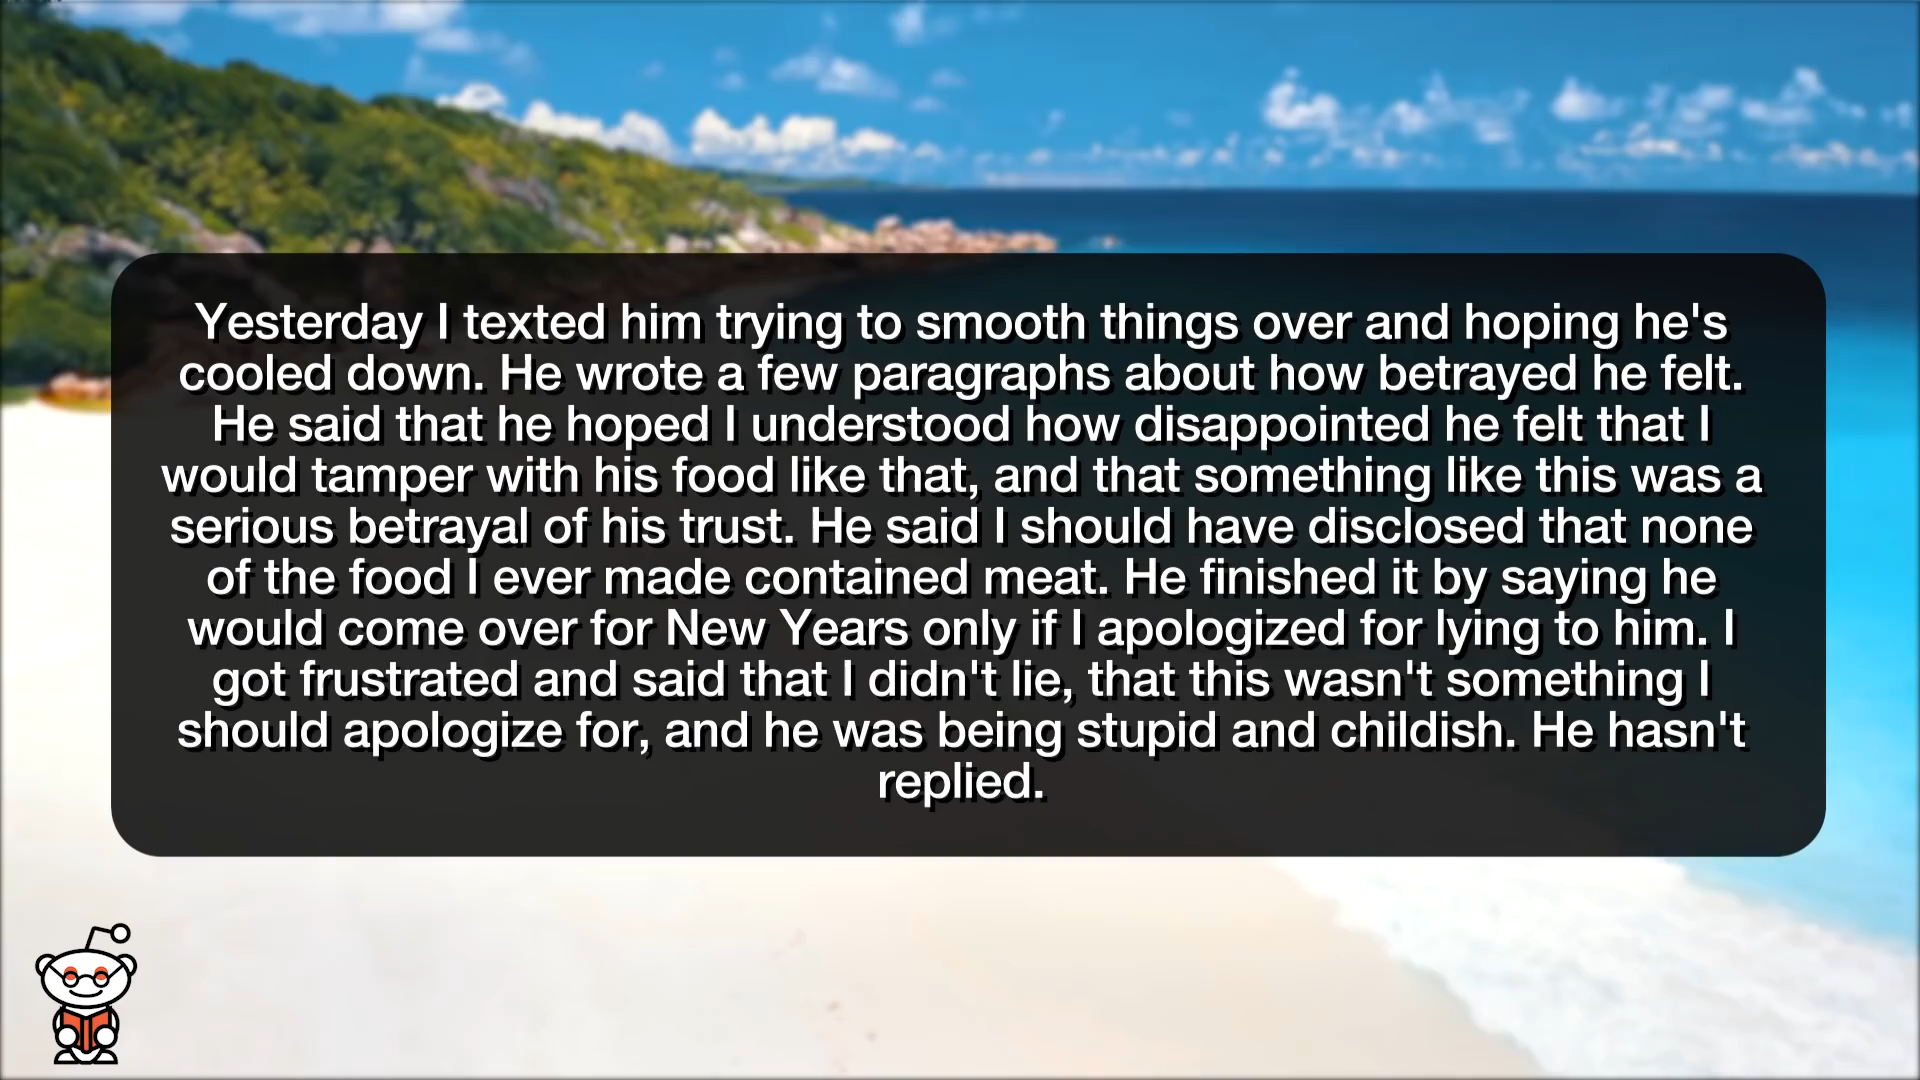 Yesterday I texted him trying to smooth things over and hoping he's
cooled down. He wrote a few paragraphs about how betrayed he felt.
He said that he hoped I understood how disappointed he felt that I
would tamper with his food like that, and that something like this was a
serious betrayal of his trust. He said I should have disclosed that none
of the food I ever made contained meat. He finished it by saying he
would come over for New Years only if I apologized for lying to him. I
got frustrated and said that I didn't lie, that this wasn't something I
should apologize for, and he was being stupid and childish. He hasn't
replied.